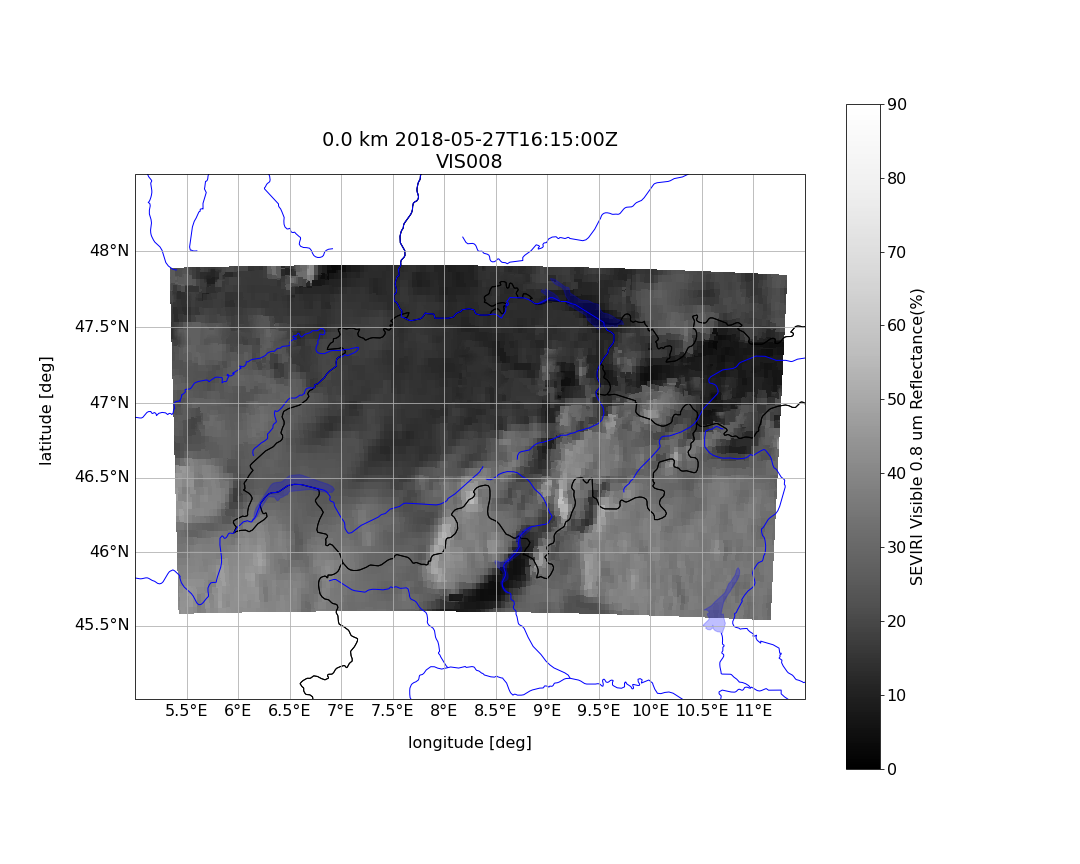 0.0 km 2018-05-27T16:15:00Z
VIS008
48°N
47.5°N
47°N
46.5°N
46°N
45.5°N
latitude [deg]
5.5°E 6°E 6.5°E 7°E 7.5°E 8°E 8.5°E 9°E 9.5°E 10°E 10.5°E 11°E
longitude [deg]
90
80
70
60
50
40
30
20
10
0
SEVIRI Visible 0.8 um Reflectance(%)